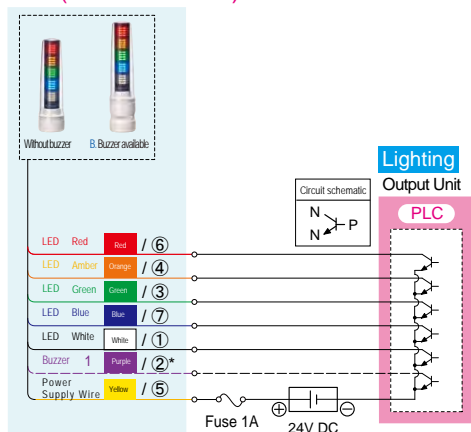 Without buzzer
B. Buzzer available
Lighting
Output Unit
PLC
Circuit schematic
N
P
N
LED Red Red / ⑥
LED Amber Orange / ④
LED Green Green / ③
LED Blue Blue / ⑦
LED White White / ①
Buzzer 1 Purple / ②*
Power
Supply Wire Yellow / ⑤
Fuse 1A
⊕ ⊖
24V DC